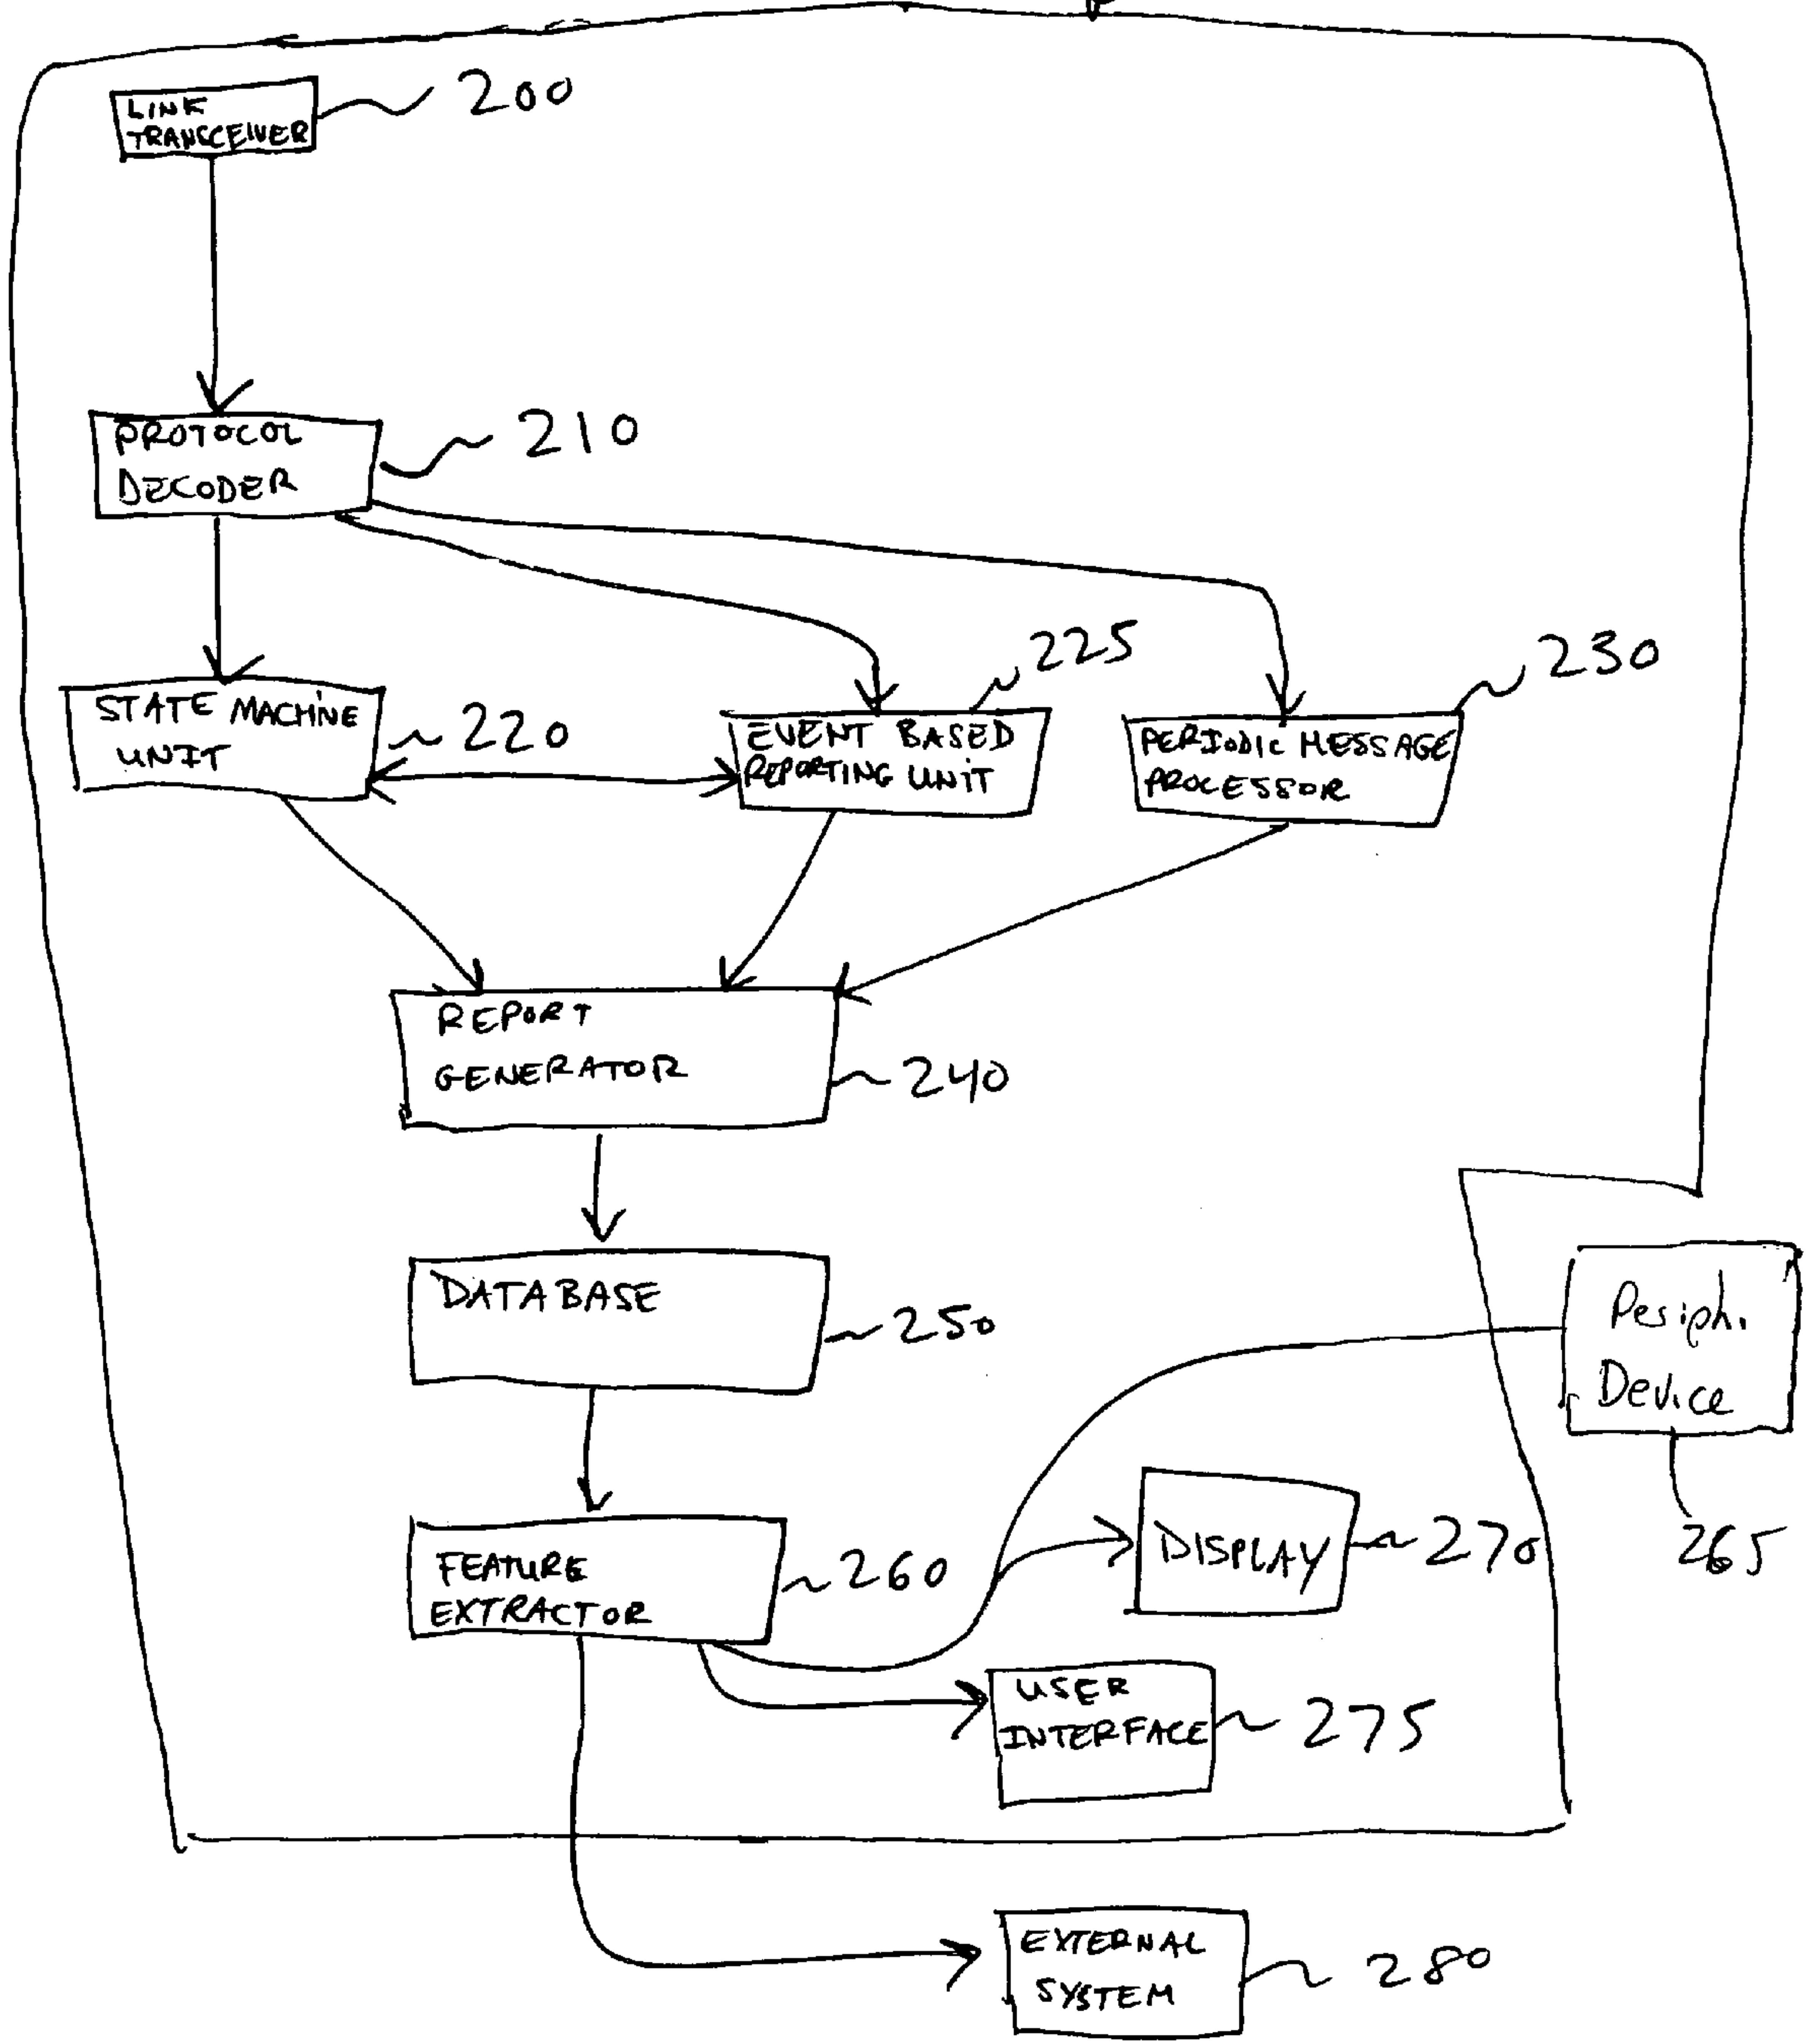 LINK
TRANSCEIVER
200
PROTOCOL
DECODER
210
STATE MACHINE
UNIT
220
EVENT BASED
REPORTING UNIT
225
PERIODIC MESSAGE
PROCESSOR
230
REPORT
GENERATOR
240
DATABASE
250
Periph.
Device
265
FEATURE
EXTRACTOR
260
DISPLAY
270
USER
INTERFACE
275
EXTERNAL
SYSTEM
280